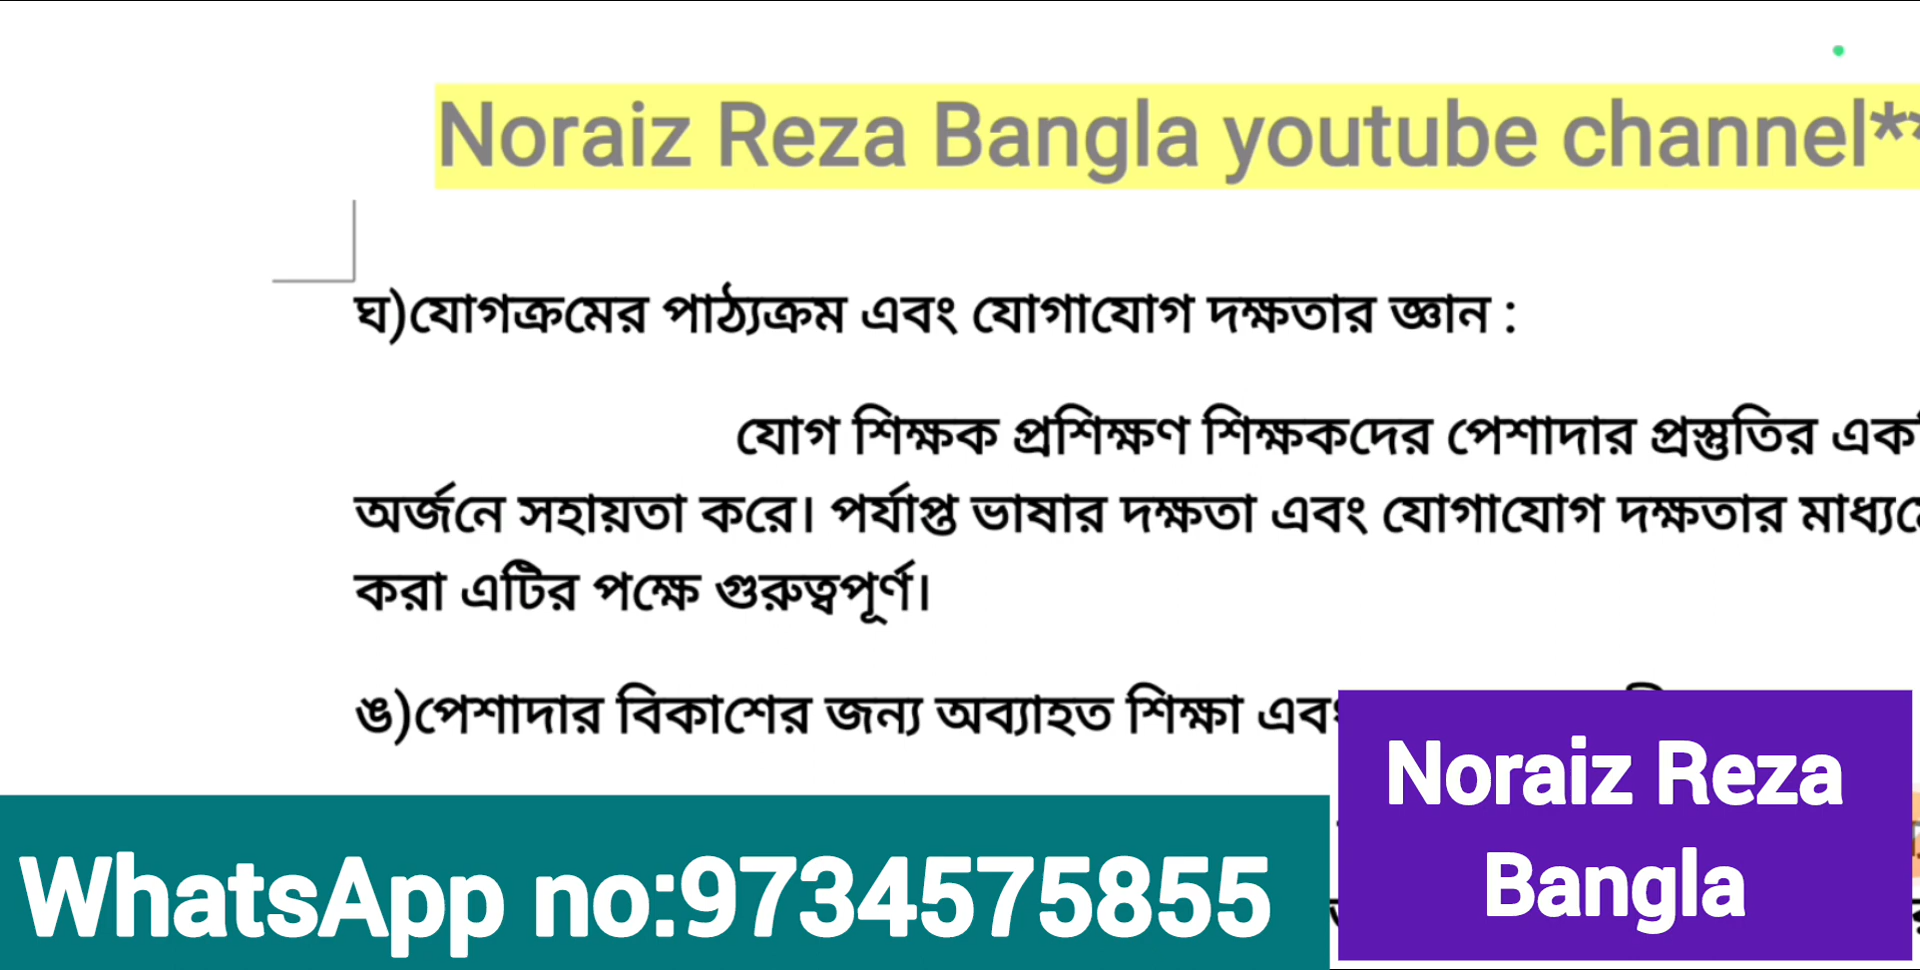 Noraiz Reza Bangla youtube channel**
ঘ)যোগক্রমের পাঠ্যক্রম এবং যোগাযোগ দক্ষতার জ্ঞান :
যোগ শিক্ষক প্রশিক্ষণ শিক্ষকদের পেশাদার প্রস্তুতির
অর্জনে সহায়তা করে। পর্যাপ্ত ভাষার দক্ষতা এবং যোগাযোগ দক্ষতার
করা এটির পক্ষে গুরুত্বপূর্ণ।
ঙ)পেশাদার বিকাশের জন্য অব্যাহত শিক্ষা এবং
Noraiz Reza
Bangla
WhatsApp no:9734575855